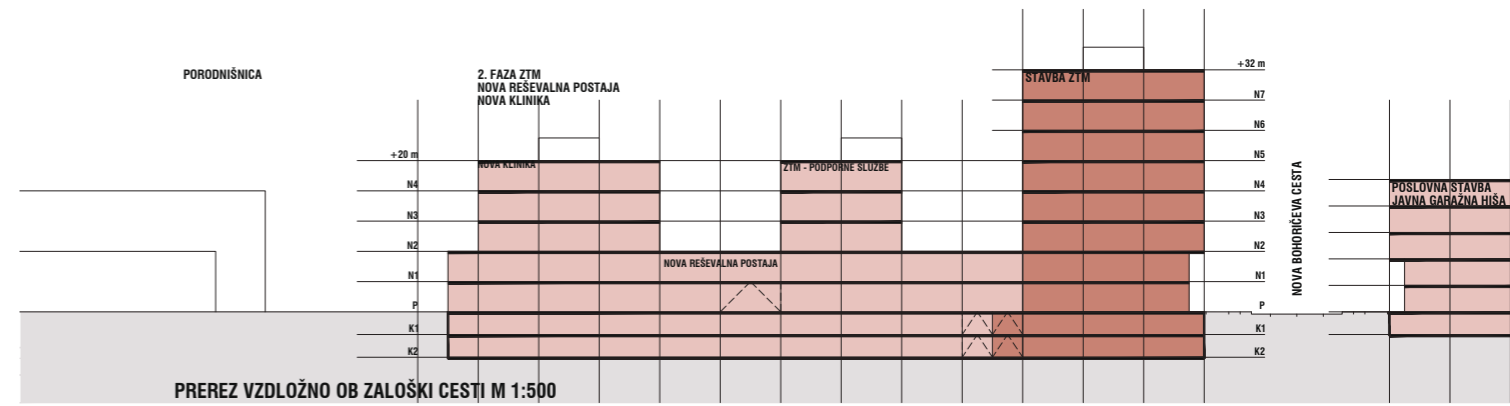 PORODNIŠNICA
2. FAZA ZTM
NOVA REŠEVALNA POSTAJA
NOVA KLINIKA
+20 m
NOVA KLINIKA
N4
N3
N2
N1
P
K1
K2
ZTM - PODPORNE SLUŽBE
NOVA REŠEVALNA POSTAJA
STAVBA ZTM
+32 m
N7
N6
N5
N4
N3
N2
N1
P
K1
K2
NOVA BOHORIČEVA CESTA
POSLOVNA STAVBA
JAVNA GARAŽNA HIŠA
PREREZ VZDOLŽNO OB ZALOŠKI CESTI M 1:500